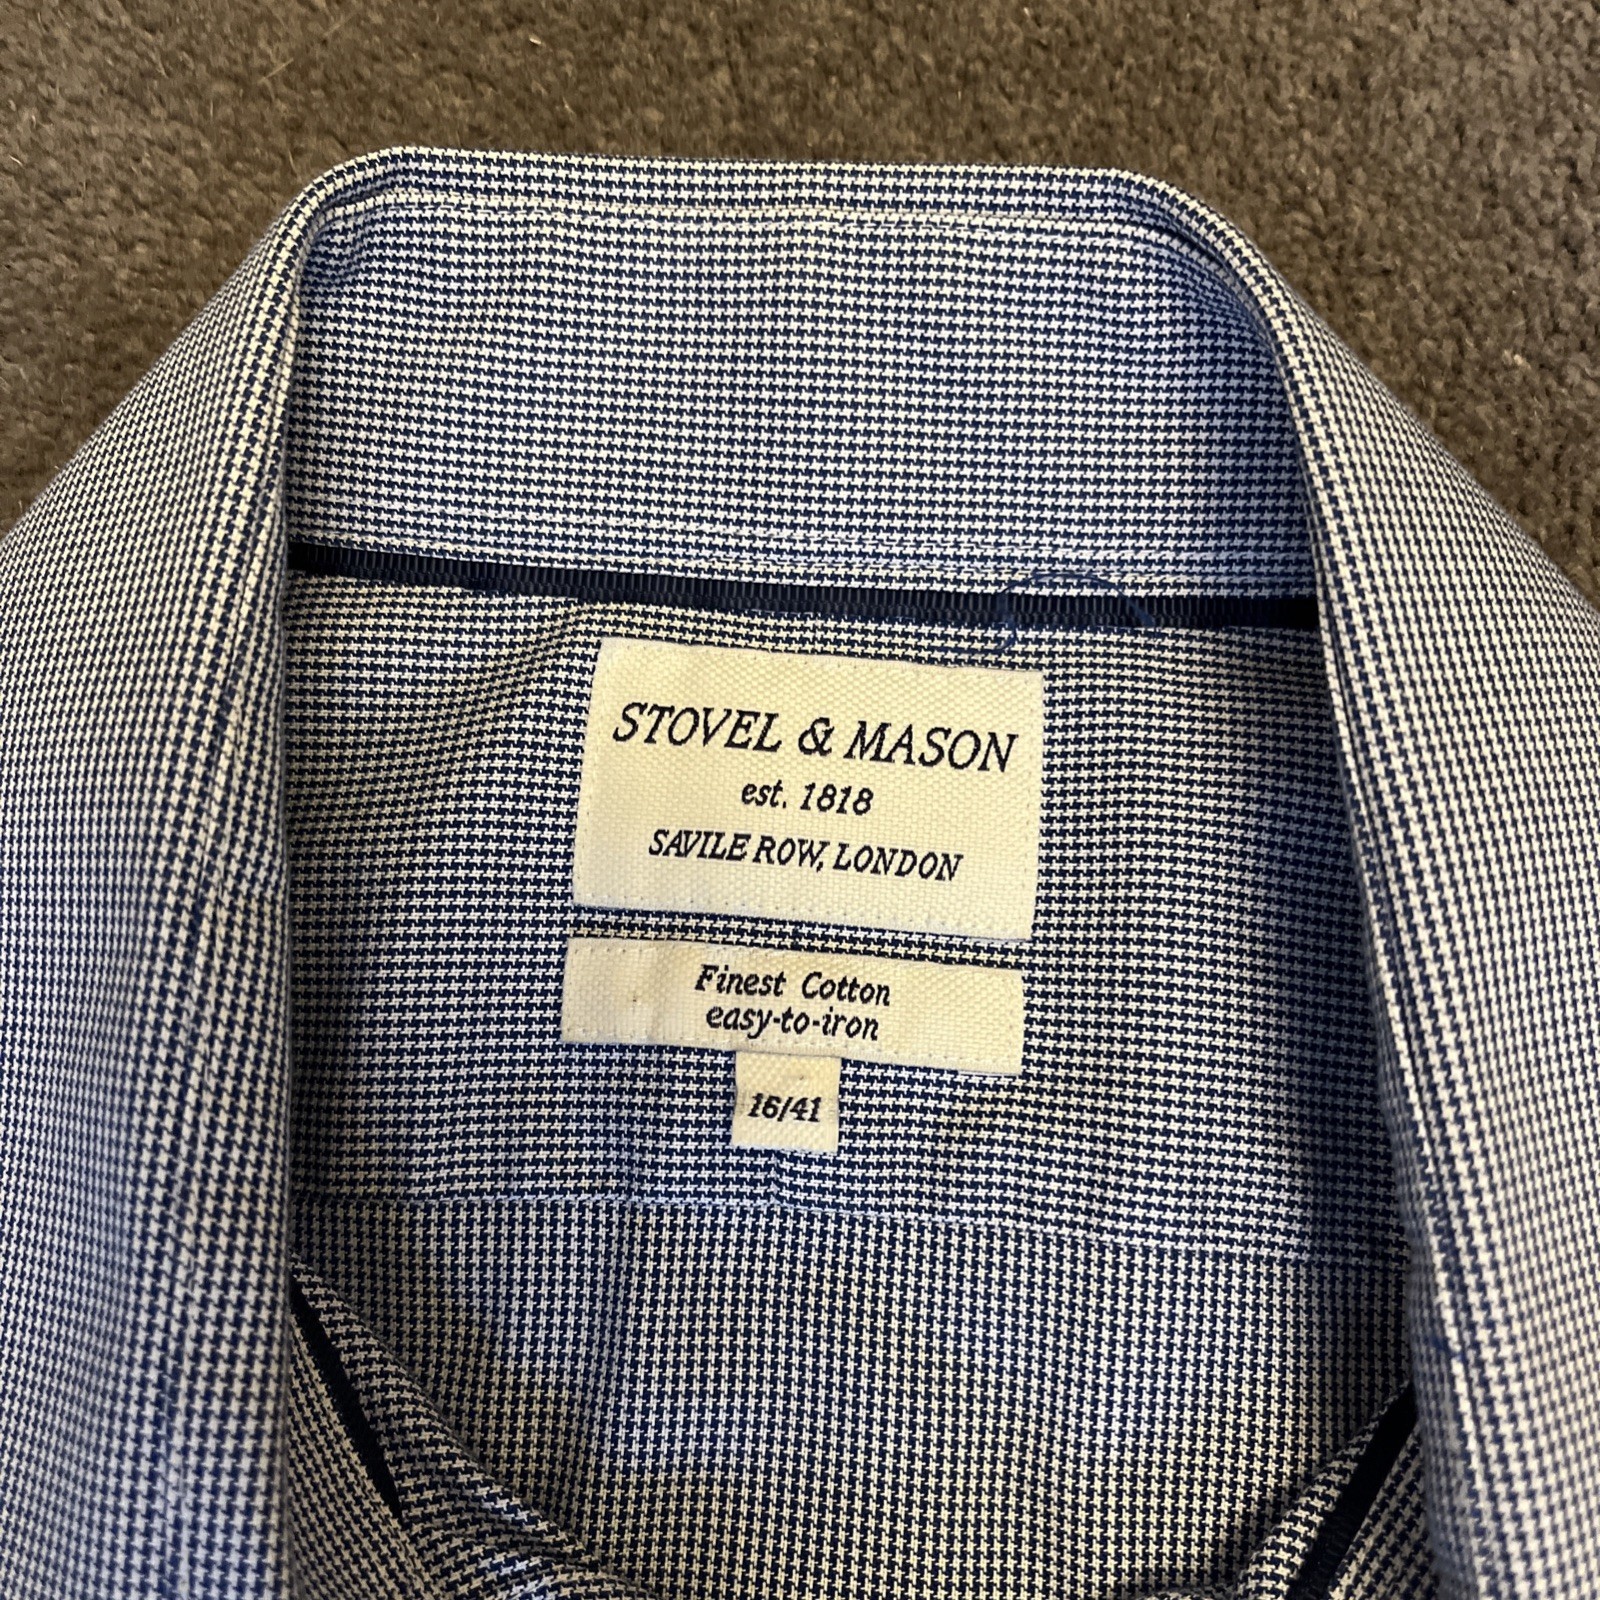 STOVEL & MASON
est. 1818
SAVILE ROW, LONDON
Finest Cotton
easy-to-iron
16/41